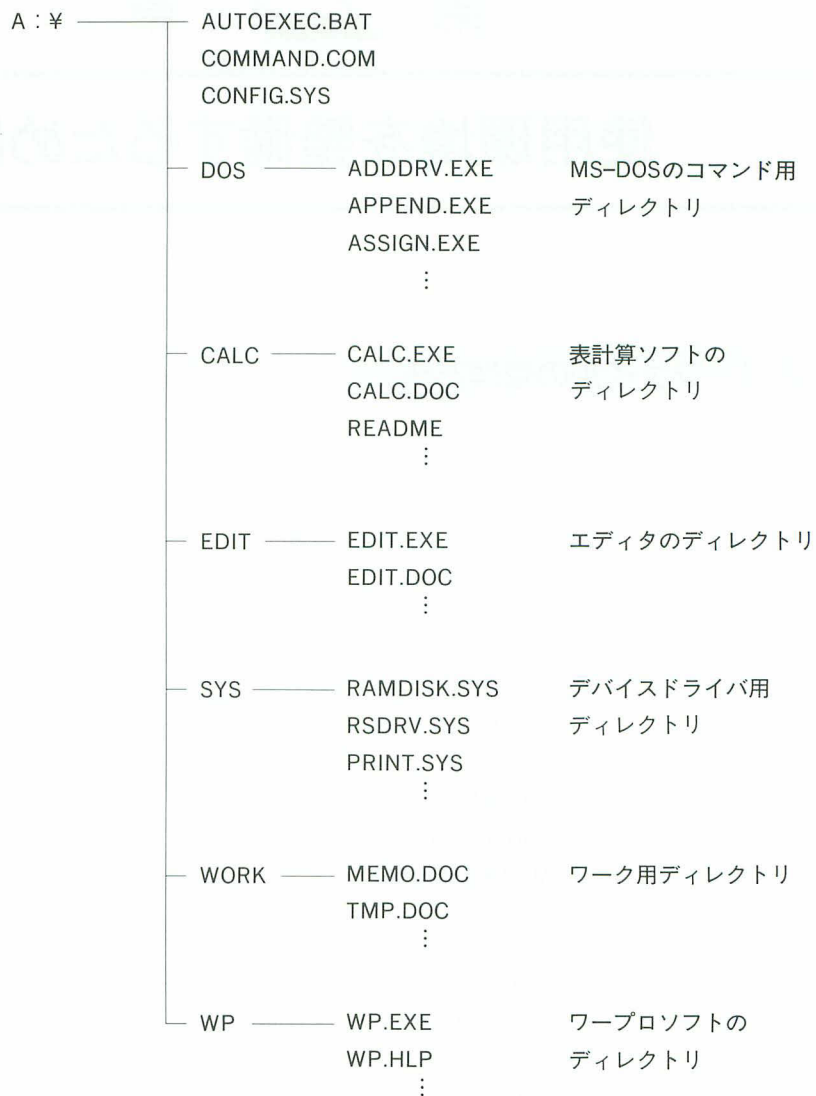 A：¥ AUTOEXEC.BAT
COMMAND.COM
CONFIG.SYS
DOS ADDDRV.EXE MS–DOSのコマンド用
APPEND.EXE ディレクトリ
ASSIGN.EXE
⋮
CALC CALC.EXE 表計算ソフトの
CALC.DOC ディレクトリ
README
⋮
EDIT EDIT.EXE エディタのディレクトリ
EDIT.DOC
⋮
SYS RAMDISK.SYS デバイスドライバ用
RSDRV.SYS ディレクトリ
PRINT.SYS
⋮
WORK MEMO.DOC ワーク用ディレクトリ
TMP.DOC
⋮
WP WP.EXE ワープロソフトの
WP.HLP ディレクトリ
⋮